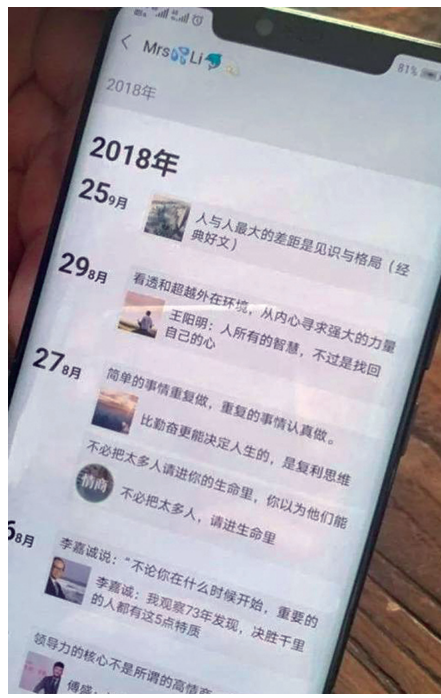 81%
Mrs💦Li🐬
2018年
2018年
25 9月
人与人最大的差距是见识与格局（经
典好文）
29 8月
看透和超越外在环境，从内心寻求强大的力量
王阳明：人所有的智慧，不过是找回
自己的心
27 8月
简单的事情重复做，重复的事情认真做。
比勤奋更能决定人生的，是复利思维
不必把太多人请进你的生命里，你以为他们能
情商
不必把太多人，请进生命里
6 8月
李嘉诚说：“不论你在什么时候开始，重要的
李嘉诚：我观察73年发现，决胜千里
的人都有这5点特质
领导力的核心不是所谓的高情商
傅盛：